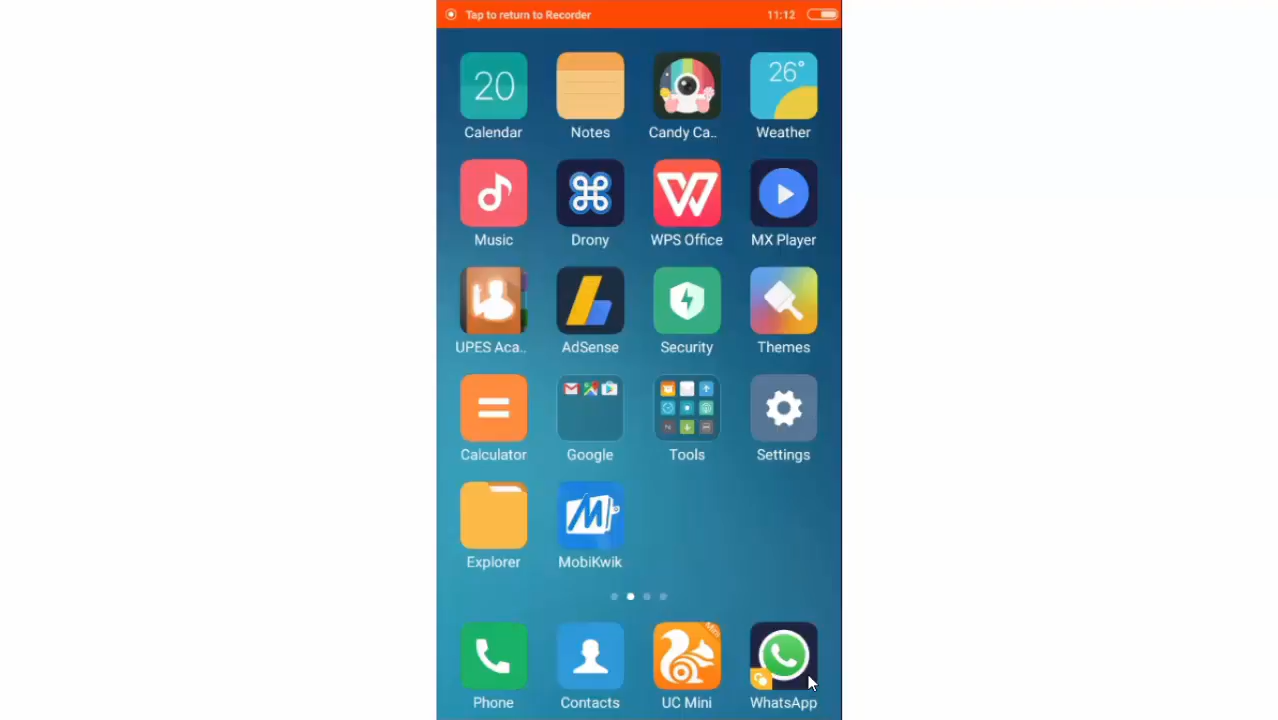 Tap to return to Recorder 11:12
20 26°
Calendar Notes Candy Ca.. Weather
Music Drony WPS Office MX Player
UPES Aca.. AdSense Security Themes
Calculator Google Tools Settings
Explorer MobiKwik
Mini
Phone Contacts UC Mini WhatsApp